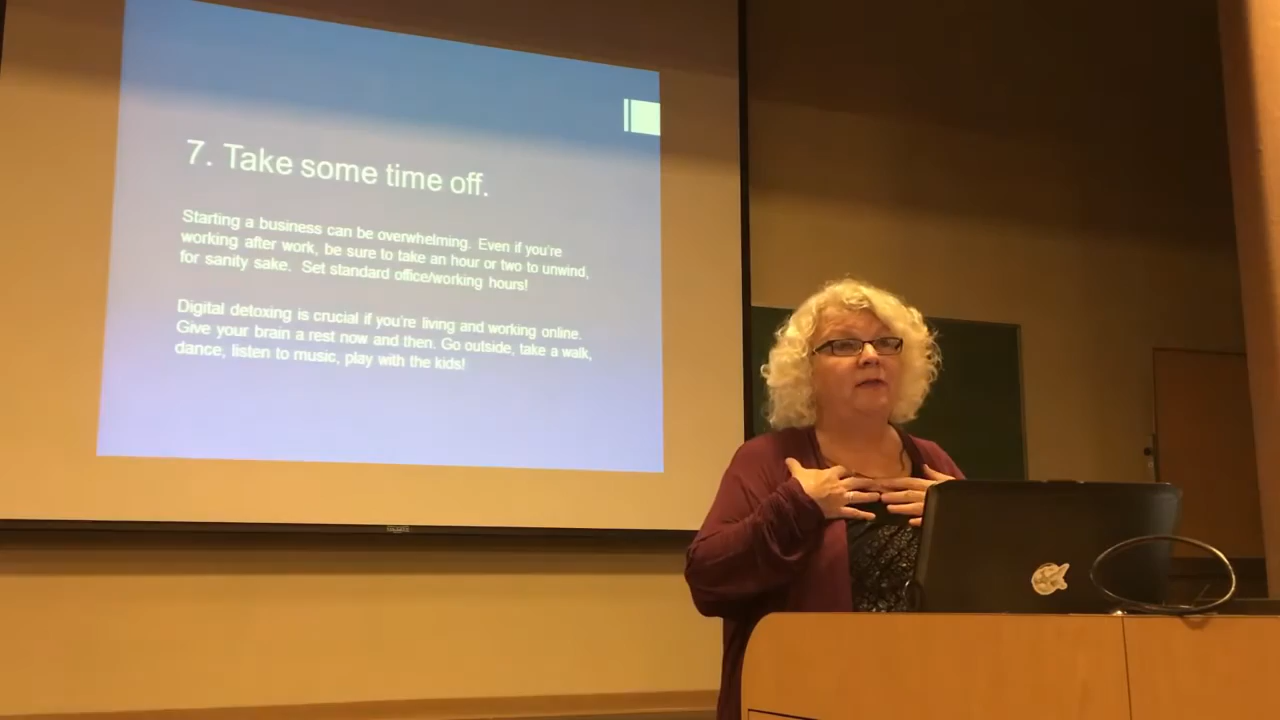 7. Take some time off.
Starting a business can be overwhelming. Even if you're
working after work, be sure to take an hour or two to unwind,
for sanity sake. Set standard office/working hours!
Digital detoxing is crucial if you're living and working online.
Give your brain a rest now and then. Go outside, take a walk,
dance, listen to music, play with the kids!